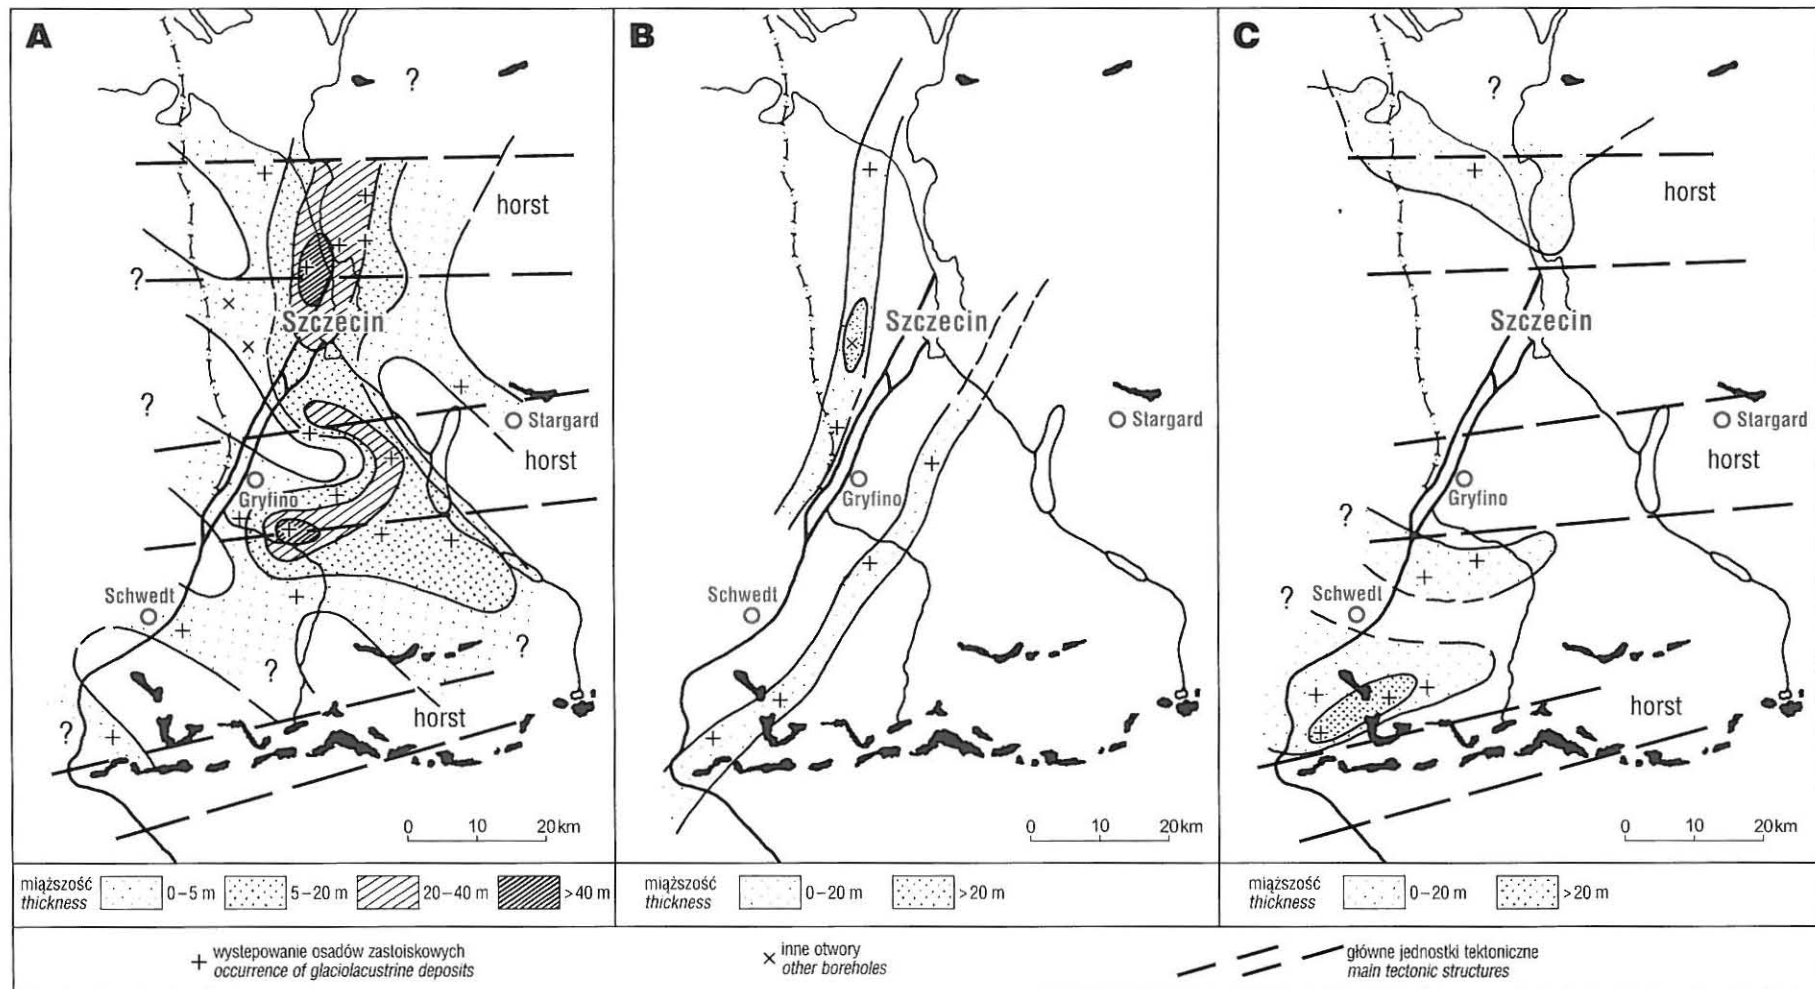 A
?
horst
?
Szczecin
?
Stargard
horst
Gryfino
Schwedt
?
?
horst
?
0 10 20km
B
Szczecin
Stargard
Gryfino
Schwedt
0 10 20km
C
?
horst
Szczecin
Stargard
horst
Gryfino
?
Schwedt
?
horst
0 10 20km
miąższość
thickness
0–5 m
5–20 m
20–40 m
>40 m
miąższość
thickness
0–20 m
>20 m
miąższość
thickness
0–20 m
>20 m
+ wystepowanie osadów zastoiskowych
occurrence of glaciolacustrine deposits
× inne otwory
other boreholes
główne jednostki tektoniczne
main tectonic structures